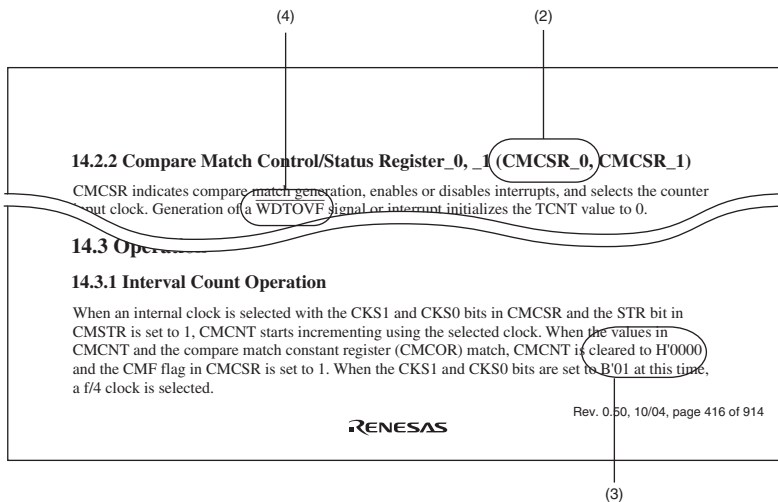 (4) (2)
14.2.2 Compare Match Control/Status Register_0, _1 (CMCSR_0, CMCSR_1)
CMCSR indicates compare match generation, enables or disables interrupts, and selects the counter
input clock. Generation of a WDTOVF signal or interrupt initializes the TCNT value to 0.
14.3 Operation
14.3.1 Interval Count Operation
When an internal clock is selected with the CKS1 and CKS0 bits in CMCSR and the STR bit in
CMSTR is set to 1, CMCNT starts incrementing using the selected clock. When the values in
CMCNT and the compare match constant register (CMCOR) match, CMCNT is cleared to H'0000
and the CMF flag in CMCSR is set to 1. When the CKS1 and CKS0 bits are set to B'01 at this time,
a f/4 clock is selected.
Rev. 0.50, 10/04, page 416 of 914
RENESAS
(3)